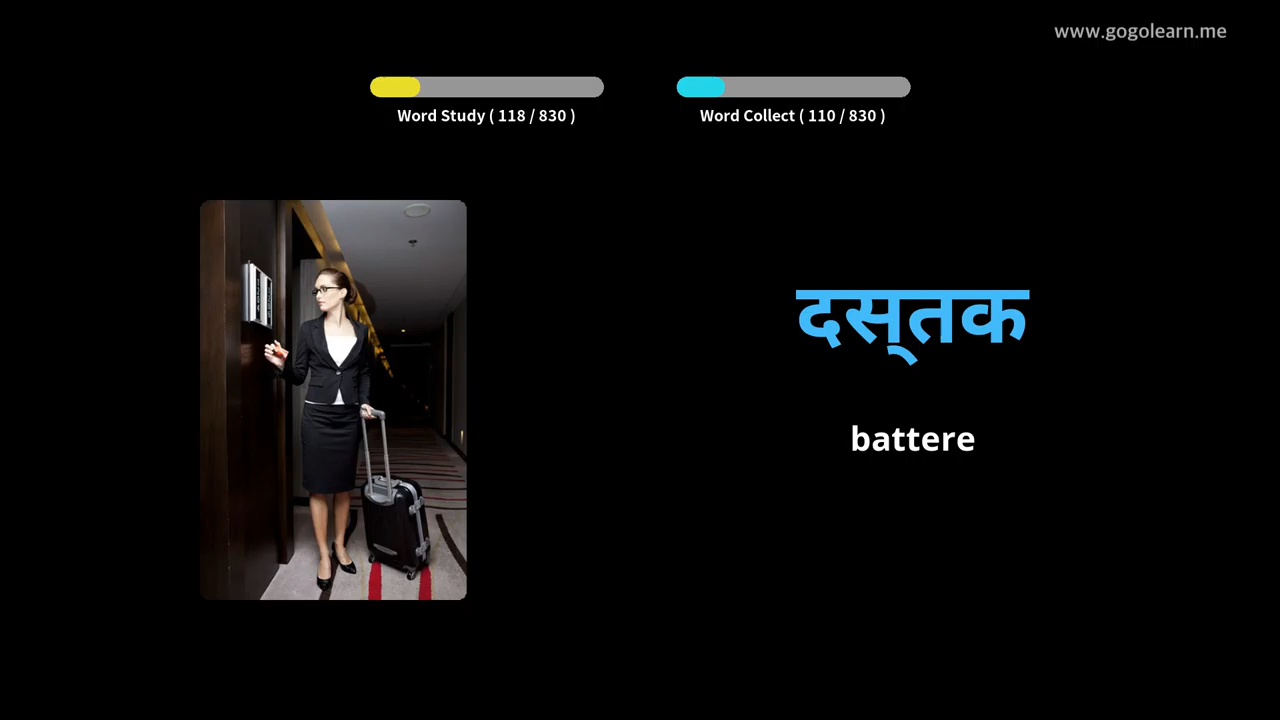 www.gogolearn.me
Word Study ( 118 / 830 )
Word Collect ( 110 / 830 )
दस्‌तक
battere